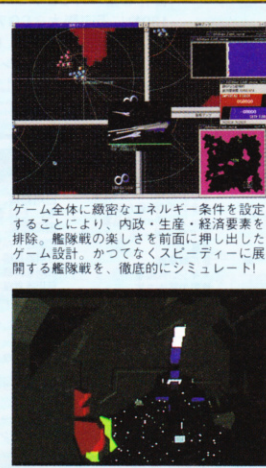 ゲーム全体に緻密なエネルギー条件を設定
することにより、内政・生産・経済要素を
排除。艦隊戦の楽しさを前面に押し出した
ゲーム設計。かつてなくスピーディーに展
開する艦隊戦を、徹底的にシミュレート!